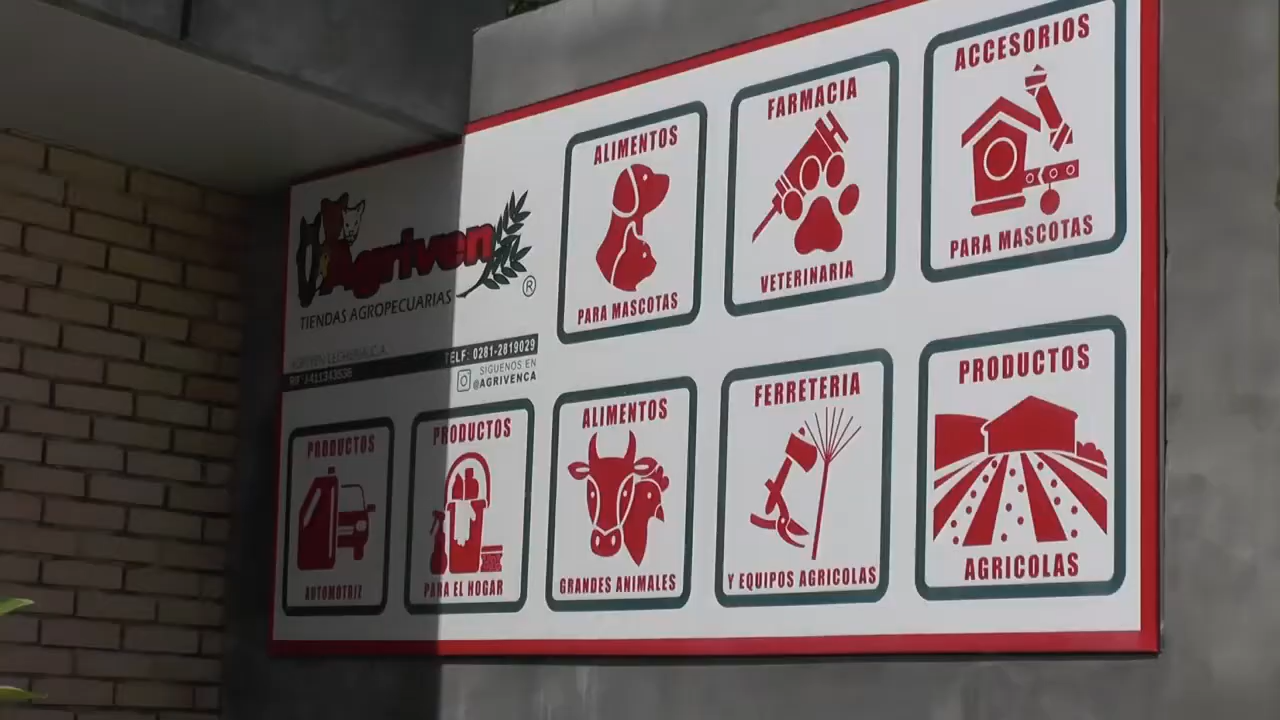 Agriven
®
TIENDAS AGROPECUARIAS
TELF: 0281-2819029
SIGUENOS EN
@AGRIVENCA
ALIMENTOS
PARA MASCOTAS
FARMACIA
VETERINARIA
ACCESORIOS
PARA MASCOTAS
PRODUCTOS
AUTOMOTRIZ
PRODUCTOS
PARA EL HOGAR
ALIMENTOS
GRANDES ANIMALES
FERRETERIA
Y EQUIPOS AGRICOLAS
PRODUCTOS
AGRICOLAS